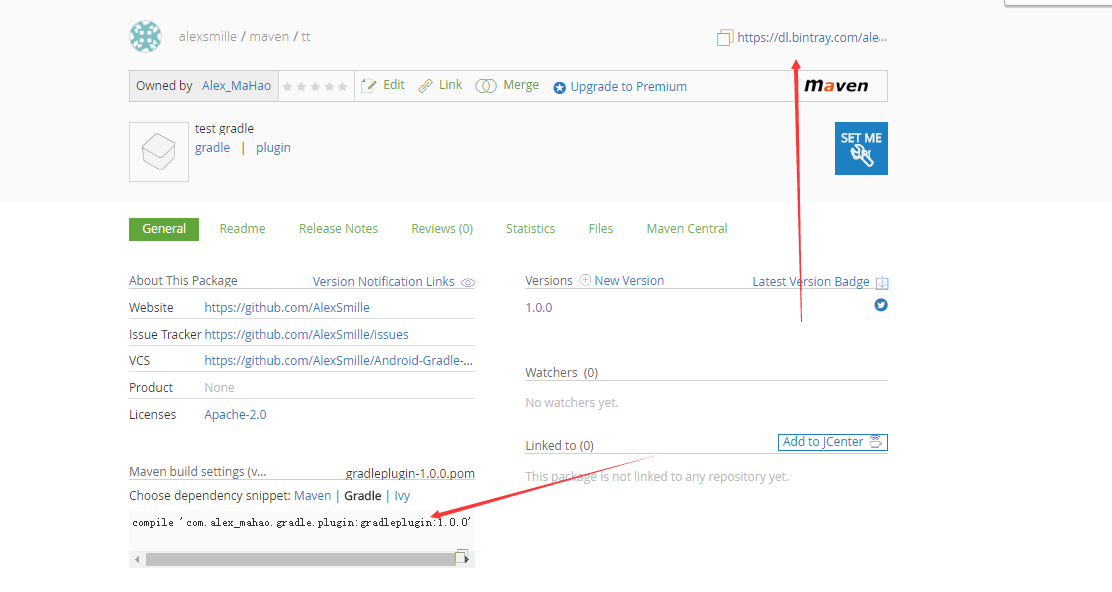 alexsmille / maven / tt
https://dl.bintray.com/ale...
Owned by Alex_MaHao Edit Link Merge Upgrade to Premium maven
test gradle
gradle | plugin
SET ME UP!
General Readme Release Notes Reviews (0) Statistics Files Maven Central
About This Package Version Notification Links
Website https://github.com/AlexSmille
Issue Tracker https://github.com/AlexSmille/issues
VCS https://github.com/AlexSmille/Android-Gradle-...
Product None
Licenses Apache-2.0
Maven build settings (v... gradleplugin-1.0.0.pom
Choose dependency snippet: Maven | Gradle | Ivy
compile 'com.alex_mahao.gradle.plugin:gradleplugin:1.0.0'
Versions New Version Latest Version Badge
1.0.0
Watchers (0)
No watchers yet.
Linked to (0) Add to JCenter
This package is not linked to any repository yet.